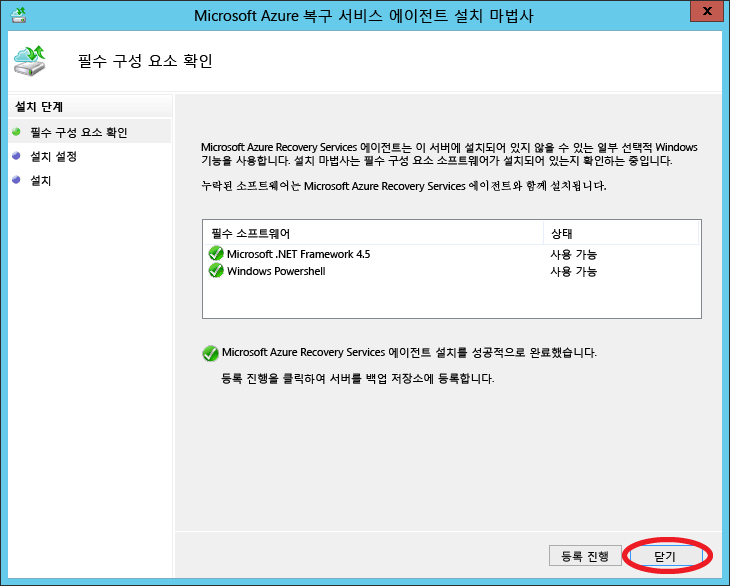 Microsoft Azure 복구 서비스 에이전트 설치 마법사
x
필수 구성 요소 확인
설치 단계
필수 구성 요소 확인
설치 설정
설치
Microsoft Azure Recovery Services 에이전트는 이 서버에 설치되어 있지 않을 수 있는 일부 선택적 Windows
기능을 사용합니다. 설치 마법사는 필수 구성 요소 소프트웨어가 설치되어 있는지 확인하는 중입니다.
누락된 소프트웨어는 Microsoft Azure Recovery Services 에이전트와 함께 설치됩니다.
필수 소프트웨어 상태
Microsoft .NET Framework 4.5 사용 가능
Windows Powershell 사용 가능
Microsoft Azure Recovery Services 에이전트 설치를 성공적으로 완료했습니다.
등록 진행을 클릭하여 서버를 백업 저장소에 등록합니다.
등록 진행 닫기